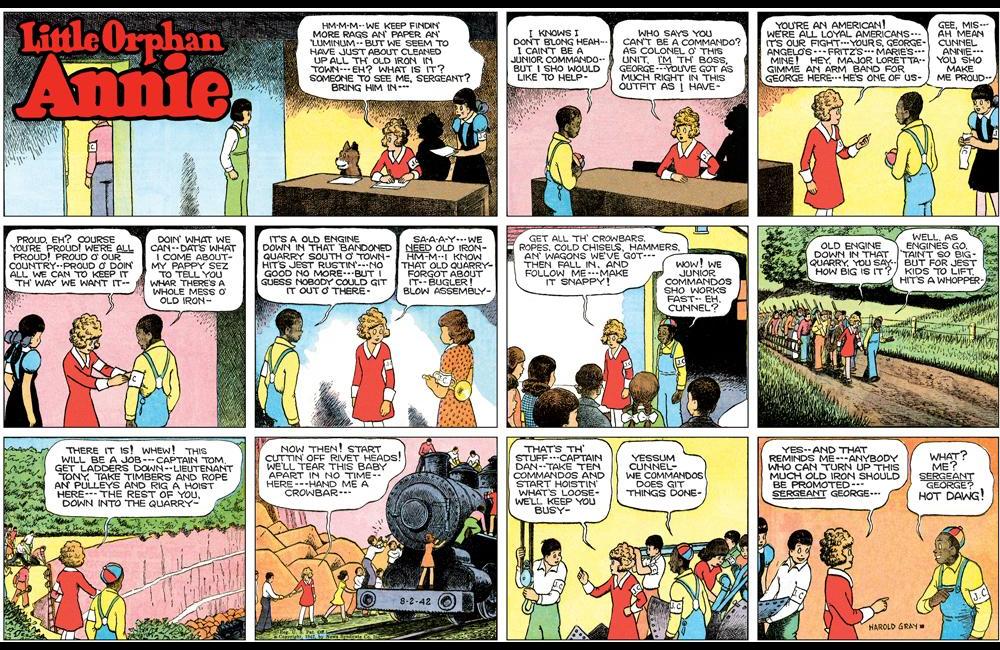 Little Orphan
Annie
HM-M-M-- WE KEEP FINDIN'
MORE RAGS AN' PAPER AN'
'LUMINUM-- BUT WE SEEM TO
HAVE JUST ABOUT CLEANED
UP ALL TH' OLD IRON IN
TOWN--- EH? WHAT IS IT?
SOMEONE TO SEE ME, SERGEANT?
BRING HIM IN---
I KNOWS I
DON'T B'LONG HEAH--
I CAIN'T BE A
JUNIOR COMMANDO--
BUT I SHO WOULD
LIKE TO HELP-
WHO SAYS YOU
CAN'T BE A COMMANDO?
AS COLONEL O' THIS
UNIT, I'M TH' BOSS,
GEORGE--- YOU'VE GOT AS
MUCH RIGHT IN THIS
OUTFIT AS I HAVE-
YOU'RE AN AMERICAN!
WE'RE ALL LOYAL AMERICANS---
IT'S OUR FIGHT--- YOURS, GEORGE-
ANGELO'S--- FRITZ'S--- MARIE'S---
MINE! HEY, MAJOR LORETTA-
GIMME AN ARM BAND FOR
GEORGE HERE--- HE'S ONE OF US-
GEE, MIS---
AH MEAN
CUNNEL
ANNIE---
YOU SHO
MAKE
ME PROUD--
J.C.
PROUD, EH? COURSE
YOU'RE PROUD! WE'RE ALL
PROUD! PROUD O' OUR
COUNTRY--- PROUD O' DOIN'
ALL WE CAN TO KEEP IT
TH' WAY WE WANT IT--
DOIN' WHAT WE
CAN-- DAT'S WHAT
I COME ABOUT-
MY PAPPY SEZ
TO TELL YOU
WHAR THERE'S A
WHOLE MESS O'
OLD IRON-
IT'S A OLD ENGINE
DOWN IN THAT 'BANDONED
QUARRY SOUTH O' TOWN-
HIT'S JEST RUSTIN'--- NO
GOOD NO MORE--- BUT I
GUESS NOBODY COULD GIT
IT OUT O' THERE-
SA-A-A-Y--- WE
NEED OLD IRON-
HM-M-- I KNOW
THAT OLD QUARRY-
FORGOT ABOUT
IT-- BUGLER!
BLOW ASSEMBLY-
GET ALL TH' CROWBARS,
ROPES, COLD CHISELS, HAMMERS,
AN' WAGONS WE'VE GOT---
THEN FALL IN, AND
FOLLOW ME--- MAKE
IT SNAPPY!
WOW! WE
JUNIOR
COMMANDOS
SHO WORKS
FAST-- EH,
CUNNEL?
OLD ENGINE
DOWN IN THAT
QUARRY, YOU SAY-
HOW BIG IS IT?
WELL, AS
ENGINES GO,
'TAIN'T SO BIG-
BUT FOR JEST
KIDS TO LIFT,
HIT'S A WHOPPER-
THERE IT IS! WHEW! THIS
WILL BE A JOB--- CAPTAIN TOM,
GET LADDERS DOWN-- LIEUTENANT
TONY, TAKE TIMBERS AND ROPE
AN' PULLEYS AND RIG A HOIST
HERE--- THE REST OF YOU,
DOWN INTO THE QUARRY-
NOW THEN! START
CUTTIN' OFF RIVET HEADS!
WE'LL TEAR THIS BABY
APART IN NO TIME--
HERE--- HAND ME A
CROWBAR---
8-2-42
THAT'S TH'
STUFF--- CAPTAIN
DAN-- TAKE TEN
COMMANDOS AND
START HOISTIN'
WHAT'S LOOSE-
WE'LL KEEP YOU
BUSY-
YESSUM
CUNNEL--
WE COMMANDOS
DOES GIT
THINGS DONE-
YES-- AND THAT
REMINDS ME--- ANYBODY
WHO CAN TURN UP THIS
MUCH OLD IRON SHOULD
BE PROMOTED---
SERGEANT GEORGE---
WHAT?
ME?
SERGEANT
GEORGE?
HOT DAWG!
J.C.
HAROLD GRAY